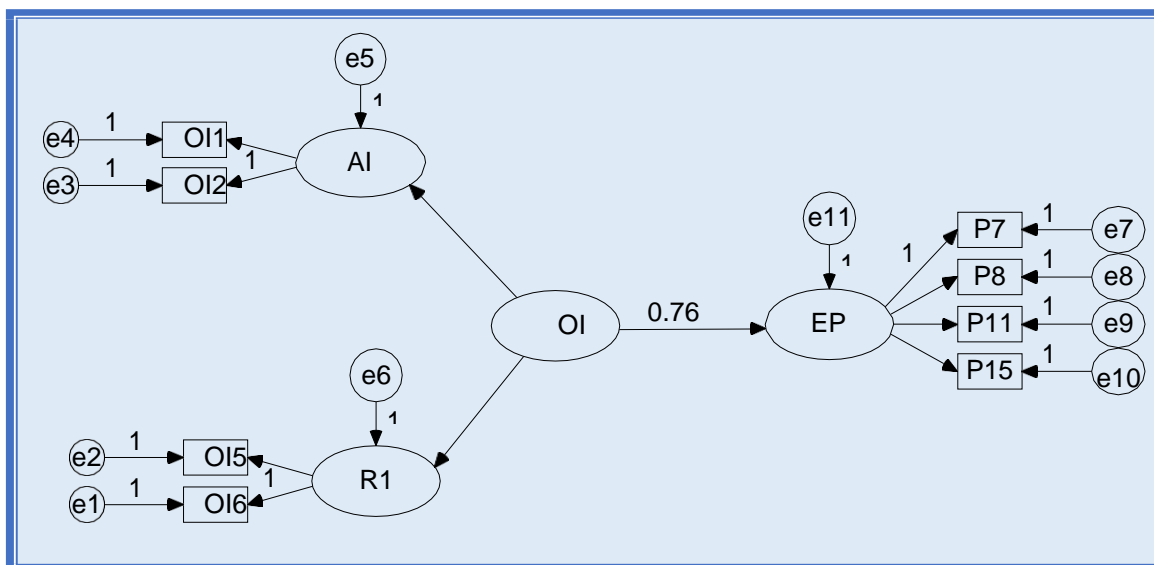 e5
1
e4 1 OI1
1 AI
e3 1 OI2
e11
1
P7 1 e7
1
P8 1 e8
OI 0.76 EP
P11 1 e9
P15 1 e10
e6
1
e2 1 OI5
1 R1
e1 1 OI6